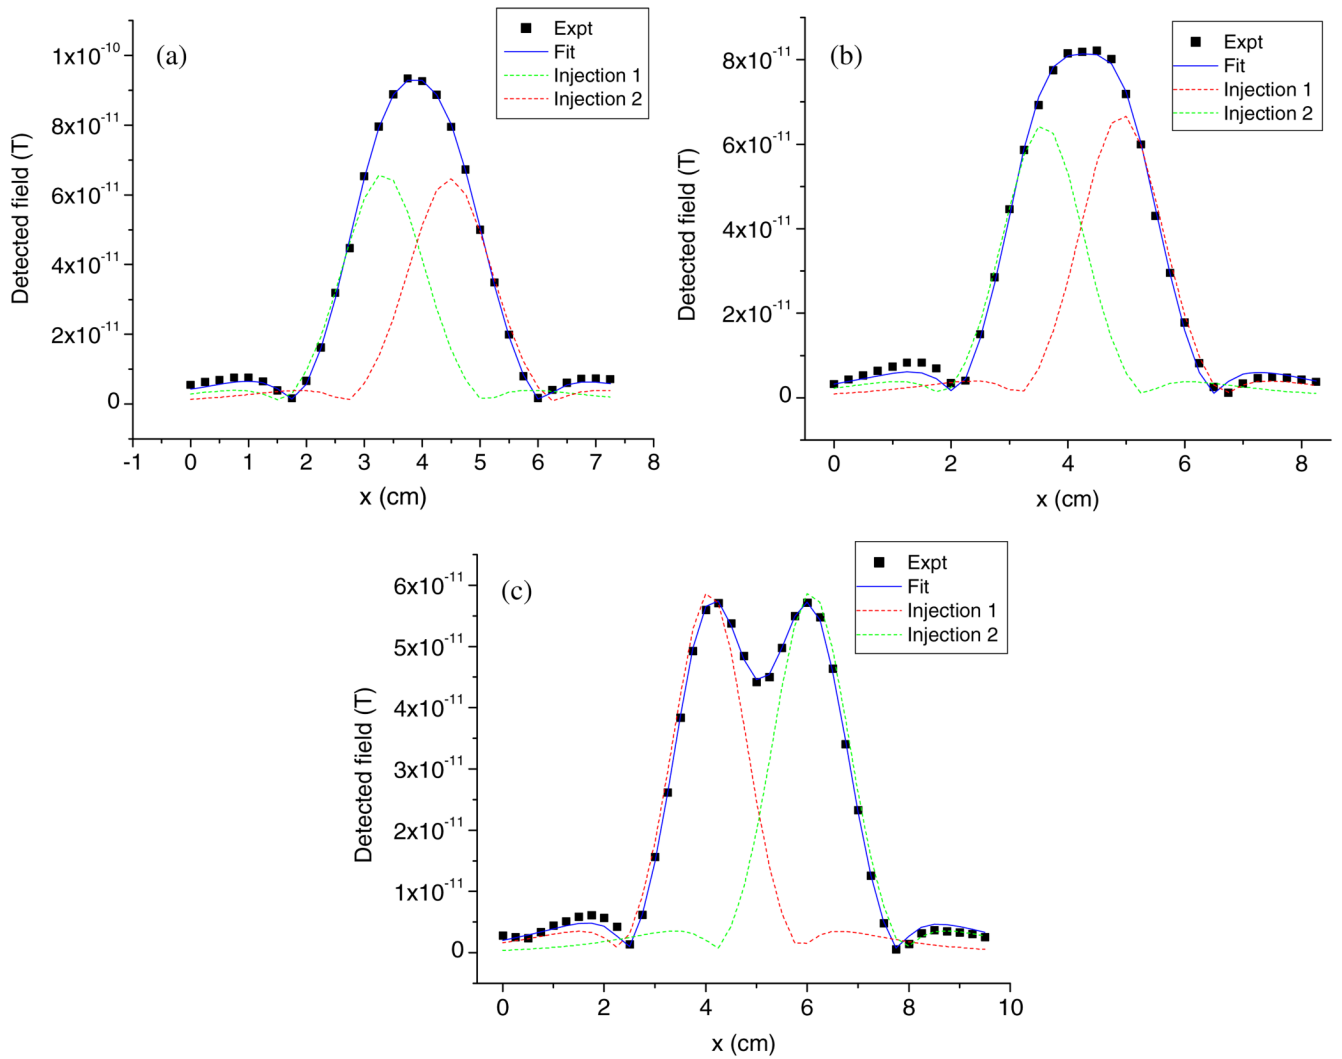 (a)
Expt
Fit
Injection 1
Injection 2
1x10-10
8x10-11
6x10-11
4x10-11
2x10-11
0
Detected field (T)
-1 0 1 2 3 4 5 6 7 8
x (cm)
(b)
Expt
Fit
Injection 1
Injection 2
8x10-11
6x10-11
4x10-11
2x10-11
0
Detected field (T)
0 2 4 6 8
x (cm)
(c)
Expt
Fit
Injection 1
Injection 2
6x10-11
5x10-11
4x10-11
3x10-11
2x10-11
1x10-11
0
Detected field (T)
0 2 4 6 8 10
x (cm)